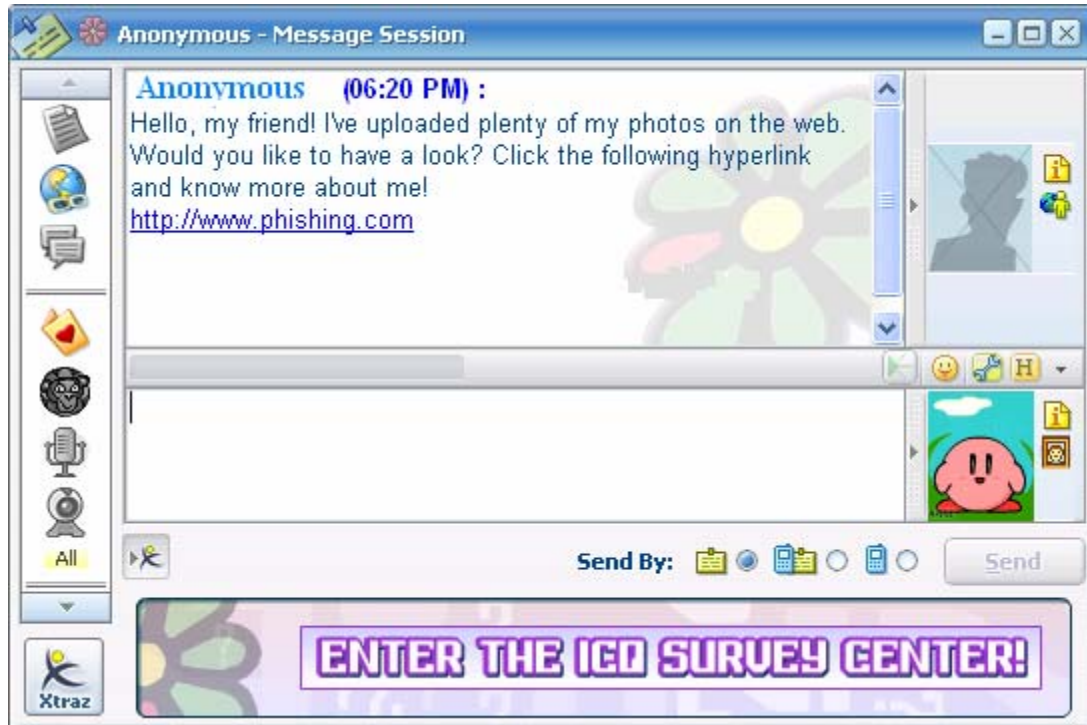 Anonymous - Message Session
Anonymous (06:20 PM) :
Hello, my friend! I've uploaded plenty of my photos on the web.
Would you like to have a look? Click the following hyperlink
and know more about me!
http://www.phishing.com
H
All
Send By:
Send
ENTER THE ICQ SURVEY CENTER!
Xtraz